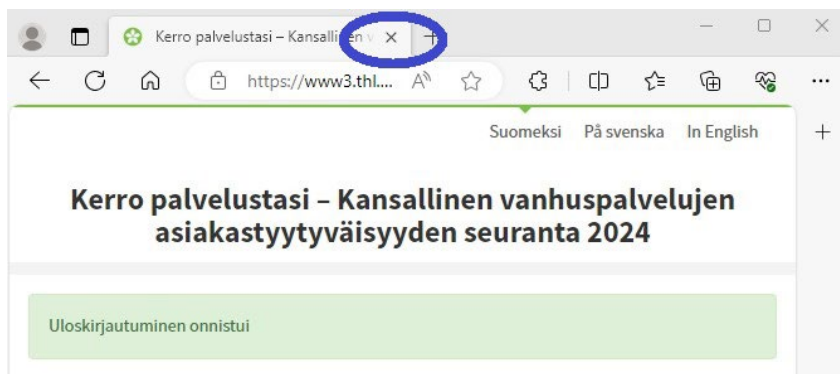 Kerro palvelustasi – Kansallinen v
https://www3.thl....
Suomeksi På svenska In English
Kerro palvelustasi – Kansallinen vanhuspalvelujen
asiakastyytyväisyyden seuranta 2024
Uloskirjautuminen onnistui